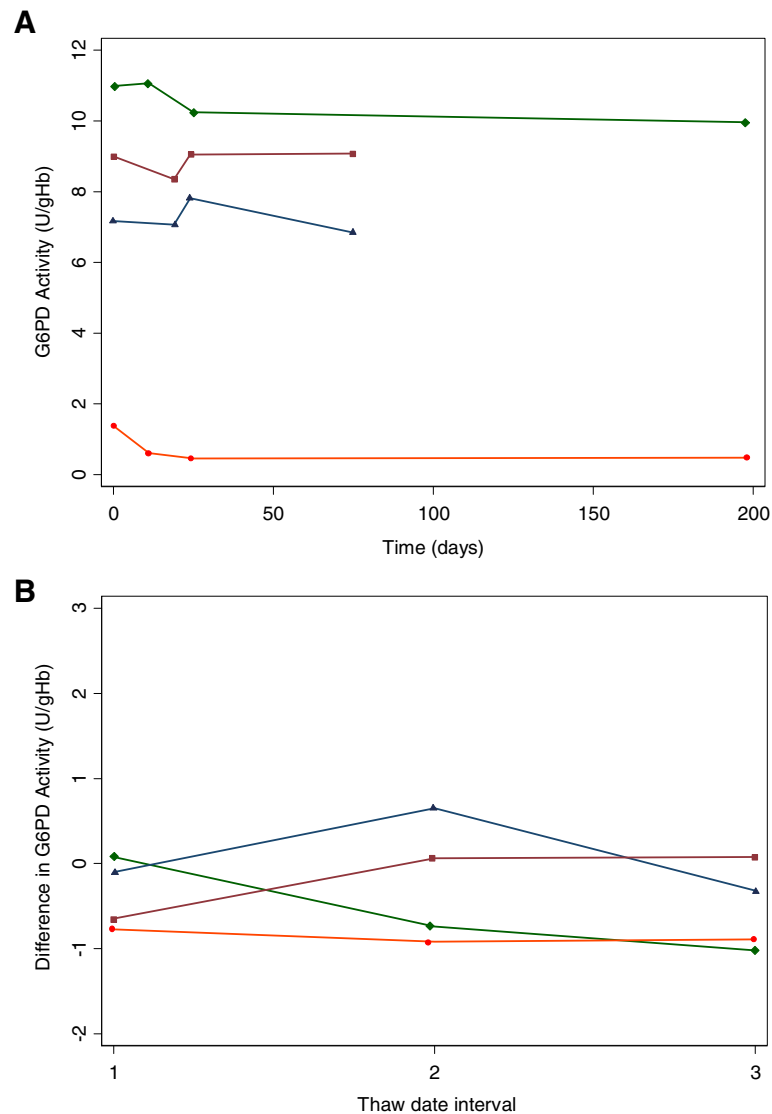 A
12
10
8
6
4
2
0
G6PD Activity (U/gHb)
0 50 100 150 200
Time (days)
B
3
2
1
0
-1
-2
Difference in G6PD Activity (U/gHb)
1 2 3
Thaw date interval